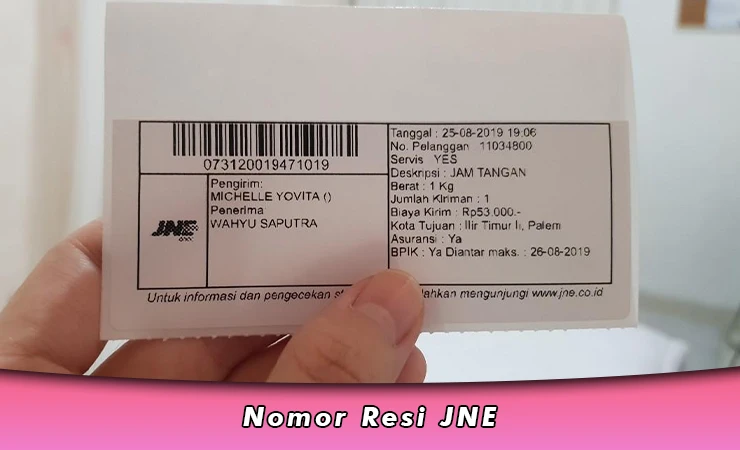 073120019471019
Pengirim:
MICHELLE YOVITA ()
Penerima
WAHYU SAPUTRA
JNE
Tanggal : 25-08-2019 19:06
No. Pelanggan 11034800
Servis YES
Deskripsi : JAM TANGAN
Berat : 1 Kg
Jumlah Kiriman : 1
Biaya Kirim : Rp53.000.-
Kota Tujuan : Ilir Timur Ii, Palem
Asuransi : Ya
BPIK : Ya Diantar maks. : 26-08-2019
Untuk informasi dan pengecekan mengunjungi www.jne.co.id
Nomor Resi JNE